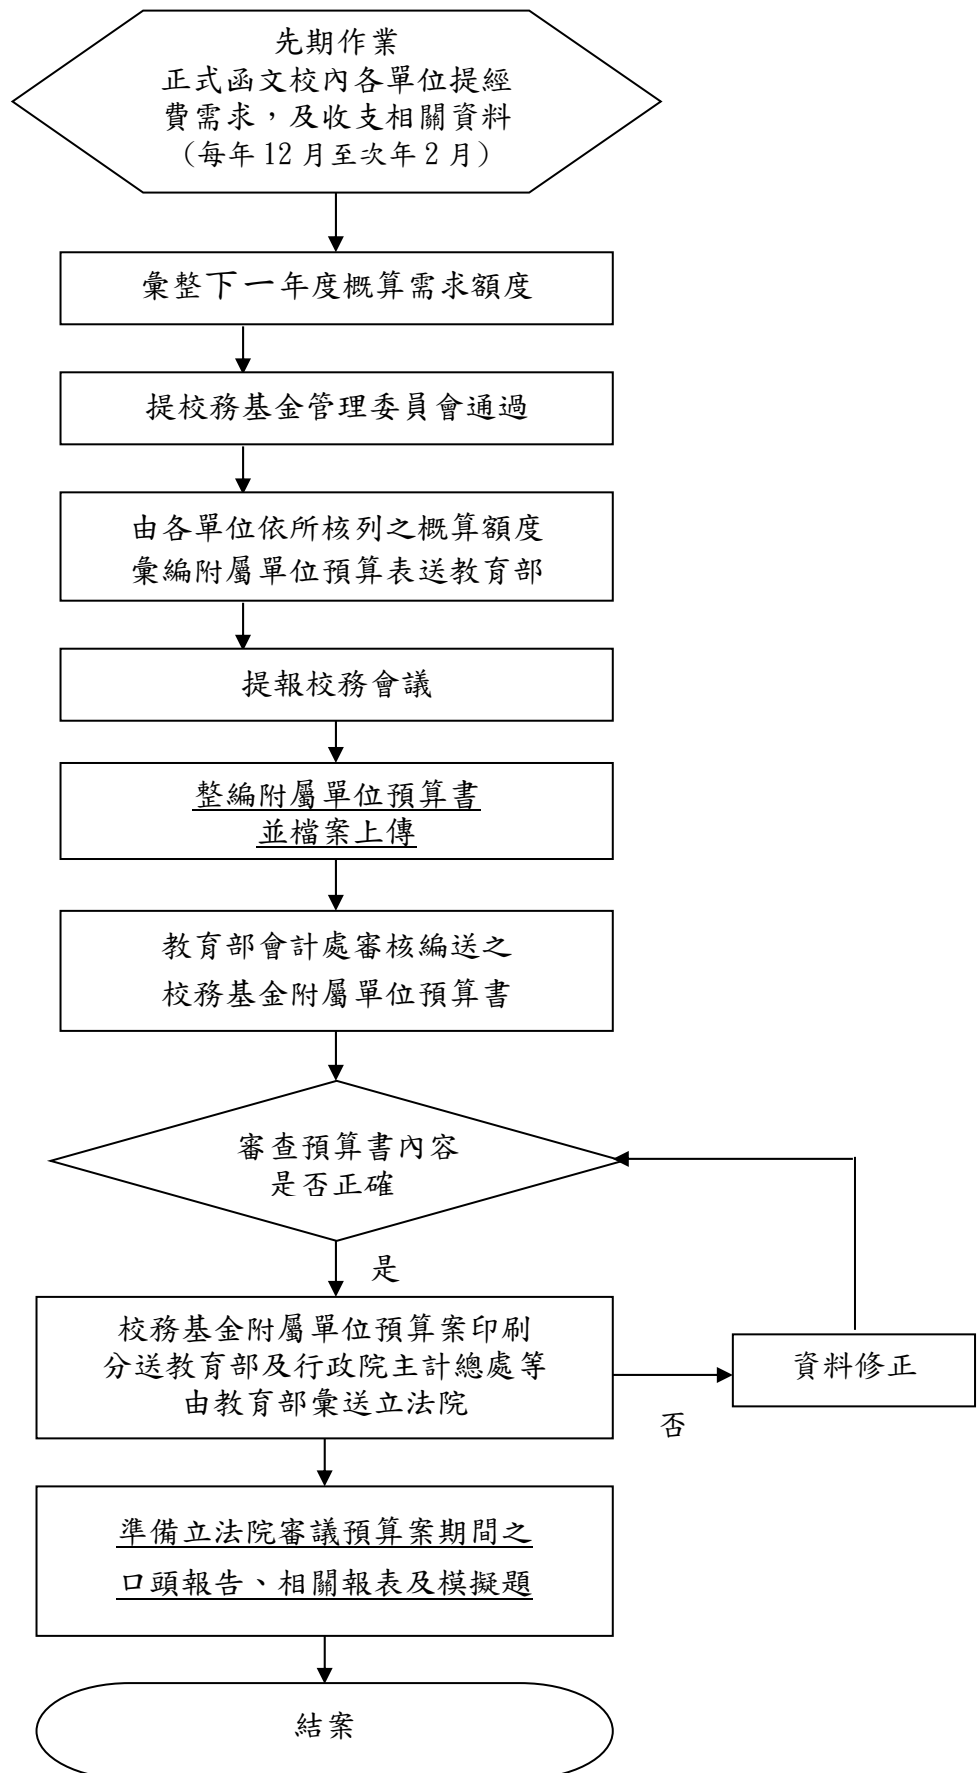 先期作業
正式函文校內各單位提經
費需求，及收支相關資料
（每年 12 月至次年 2 月）
彙整下一年度概算需求額度
提校務基金管理委員會通過
由各單位依所核列之概算額度
彙編附屬單位預算表送教育部
提報校務會議
整編附屬單位預算書
並檔案上傳
教育部會計處審核編送之
校務基金附屬單位預算書
審查預算書內容
是否正確
是
校務基金附屬單位預算案印刷
分送教育部及行政院主計總處等
由教育部彙送立法院
資料修正
否
準備立法院審議預算案期間之
口頭報告、相關報表及模擬題
結案